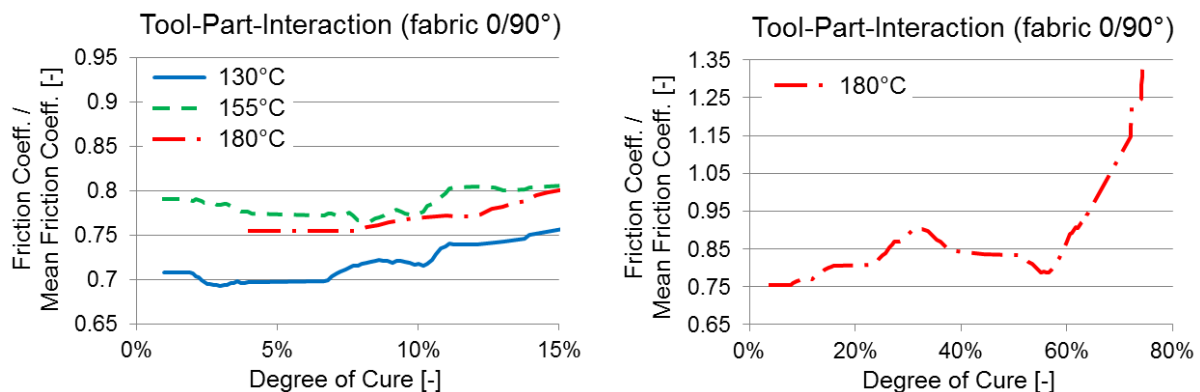 Tool-Part-Interaction (fabric 0/90°)
Friction Coeff. /
Mean Friction Coeff. [-]
0.95
0.9
0.85
0.8
0.75
0.7
0.65
130°C
155°C
180°C
0%
5%
10%
15%
Degree of Cure [-]
Tool-Part-Interaction (fabric 0/90°)
Friction Coeff. /
Mean Friction Coeff. [-]
1.35
1.25
1.15
1.05
0.95
0.85
0.75
0.65
180°C
0%
20%
40%
60%
80%
Degree of Cure [-]